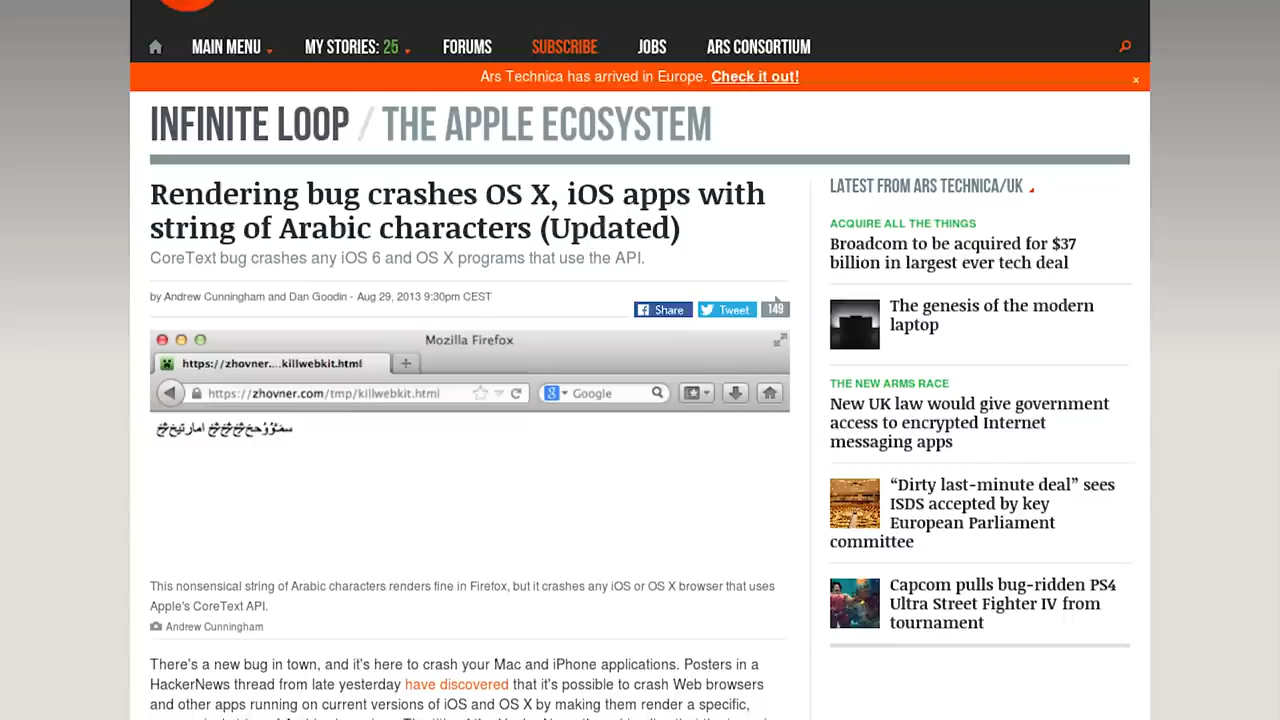 MAIN MENU
MY STORIES: 25
FORUMS
SUBSCRIBE
JOBS
ARS CONSORTIUM
Ars Technica has arrived in Europe. Check it out!
×
INFINITE LOOP / THE APPLE ECOSYSTEM
Rendering bug crashes OS X, iOS apps with
string of Arabic characters (Updated)
CoreText bug crashes any iOS 6 and OS X programs that use the API.
by Andrew Cunningham and Dan Goodin - Aug 29, 2013 9:30pm CEST
Share
Tweet
149
Mozilla Firefox
https://zhovner....killwebkit.html
https://zhovner.com/tmp/killwebkit.html
Google
This nonsensical string of Arabic characters renders fine in Firefox, but it crashes any iOS or OS X browser that uses
Apple's CoreText API.
Andrew Cunningham
There's a new bug in town, and it's here to crash your Mac and iPhone applications. Posters in a
HackerNews thread from late yesterday have discovered that it's possible to crash Web browsers
and other apps running on current versions of iOS and OS X by making them render a specific,
LATEST FROM ARS TECHNICA/UK
ACQUIRE ALL THE THINGS
Broadcom to be acquired for $37
billion in largest ever tech deal
The genesis of the modern
laptop
THE NEW ARMS RACE
New UK law would give government
access to encrypted Internet
messaging apps
“Dirty last-minute deal” sees
ISDS accepted by key
European Parliament
committee
Capcom pulls bug-ridden PS4
Ultra Street Fighter IV from
tournament